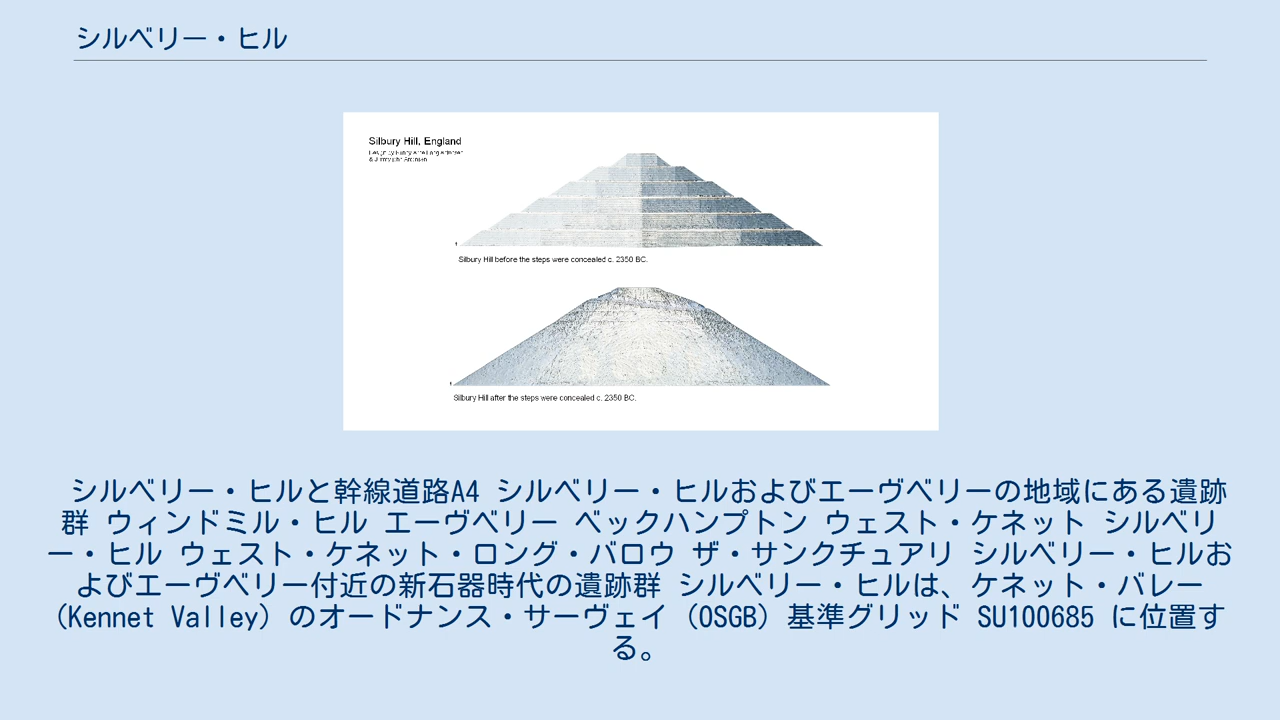 シルベリー・ヒル
Silbury Hill, England
Silbury Hill before the steps were concealed c. 2350 BC.
Silbury Hill after the steps were concealed c. 2350 BC.
シルベリー・ヒルと幹線道路A4 シルベリー・ヒルおよびエーヴベリーの地域にある遺跡
群 ウィンドミル・ヒル エーヴベリー ベックハンプトン ウェスト・ケネット シルベリ
ー・ヒル ウェスト・ケネット・ロング・バロウ ザ・サンクチュアリ シルベリー・ヒルお
よびエーヴベリー付近の新石器時代の遺跡群 シルベリー・ヒルは、ケネット・バレー
(Kennet Valley) のオードナンス・サーヴェイ (OSGB) 基準グリッド SU100685 に位置す
る。